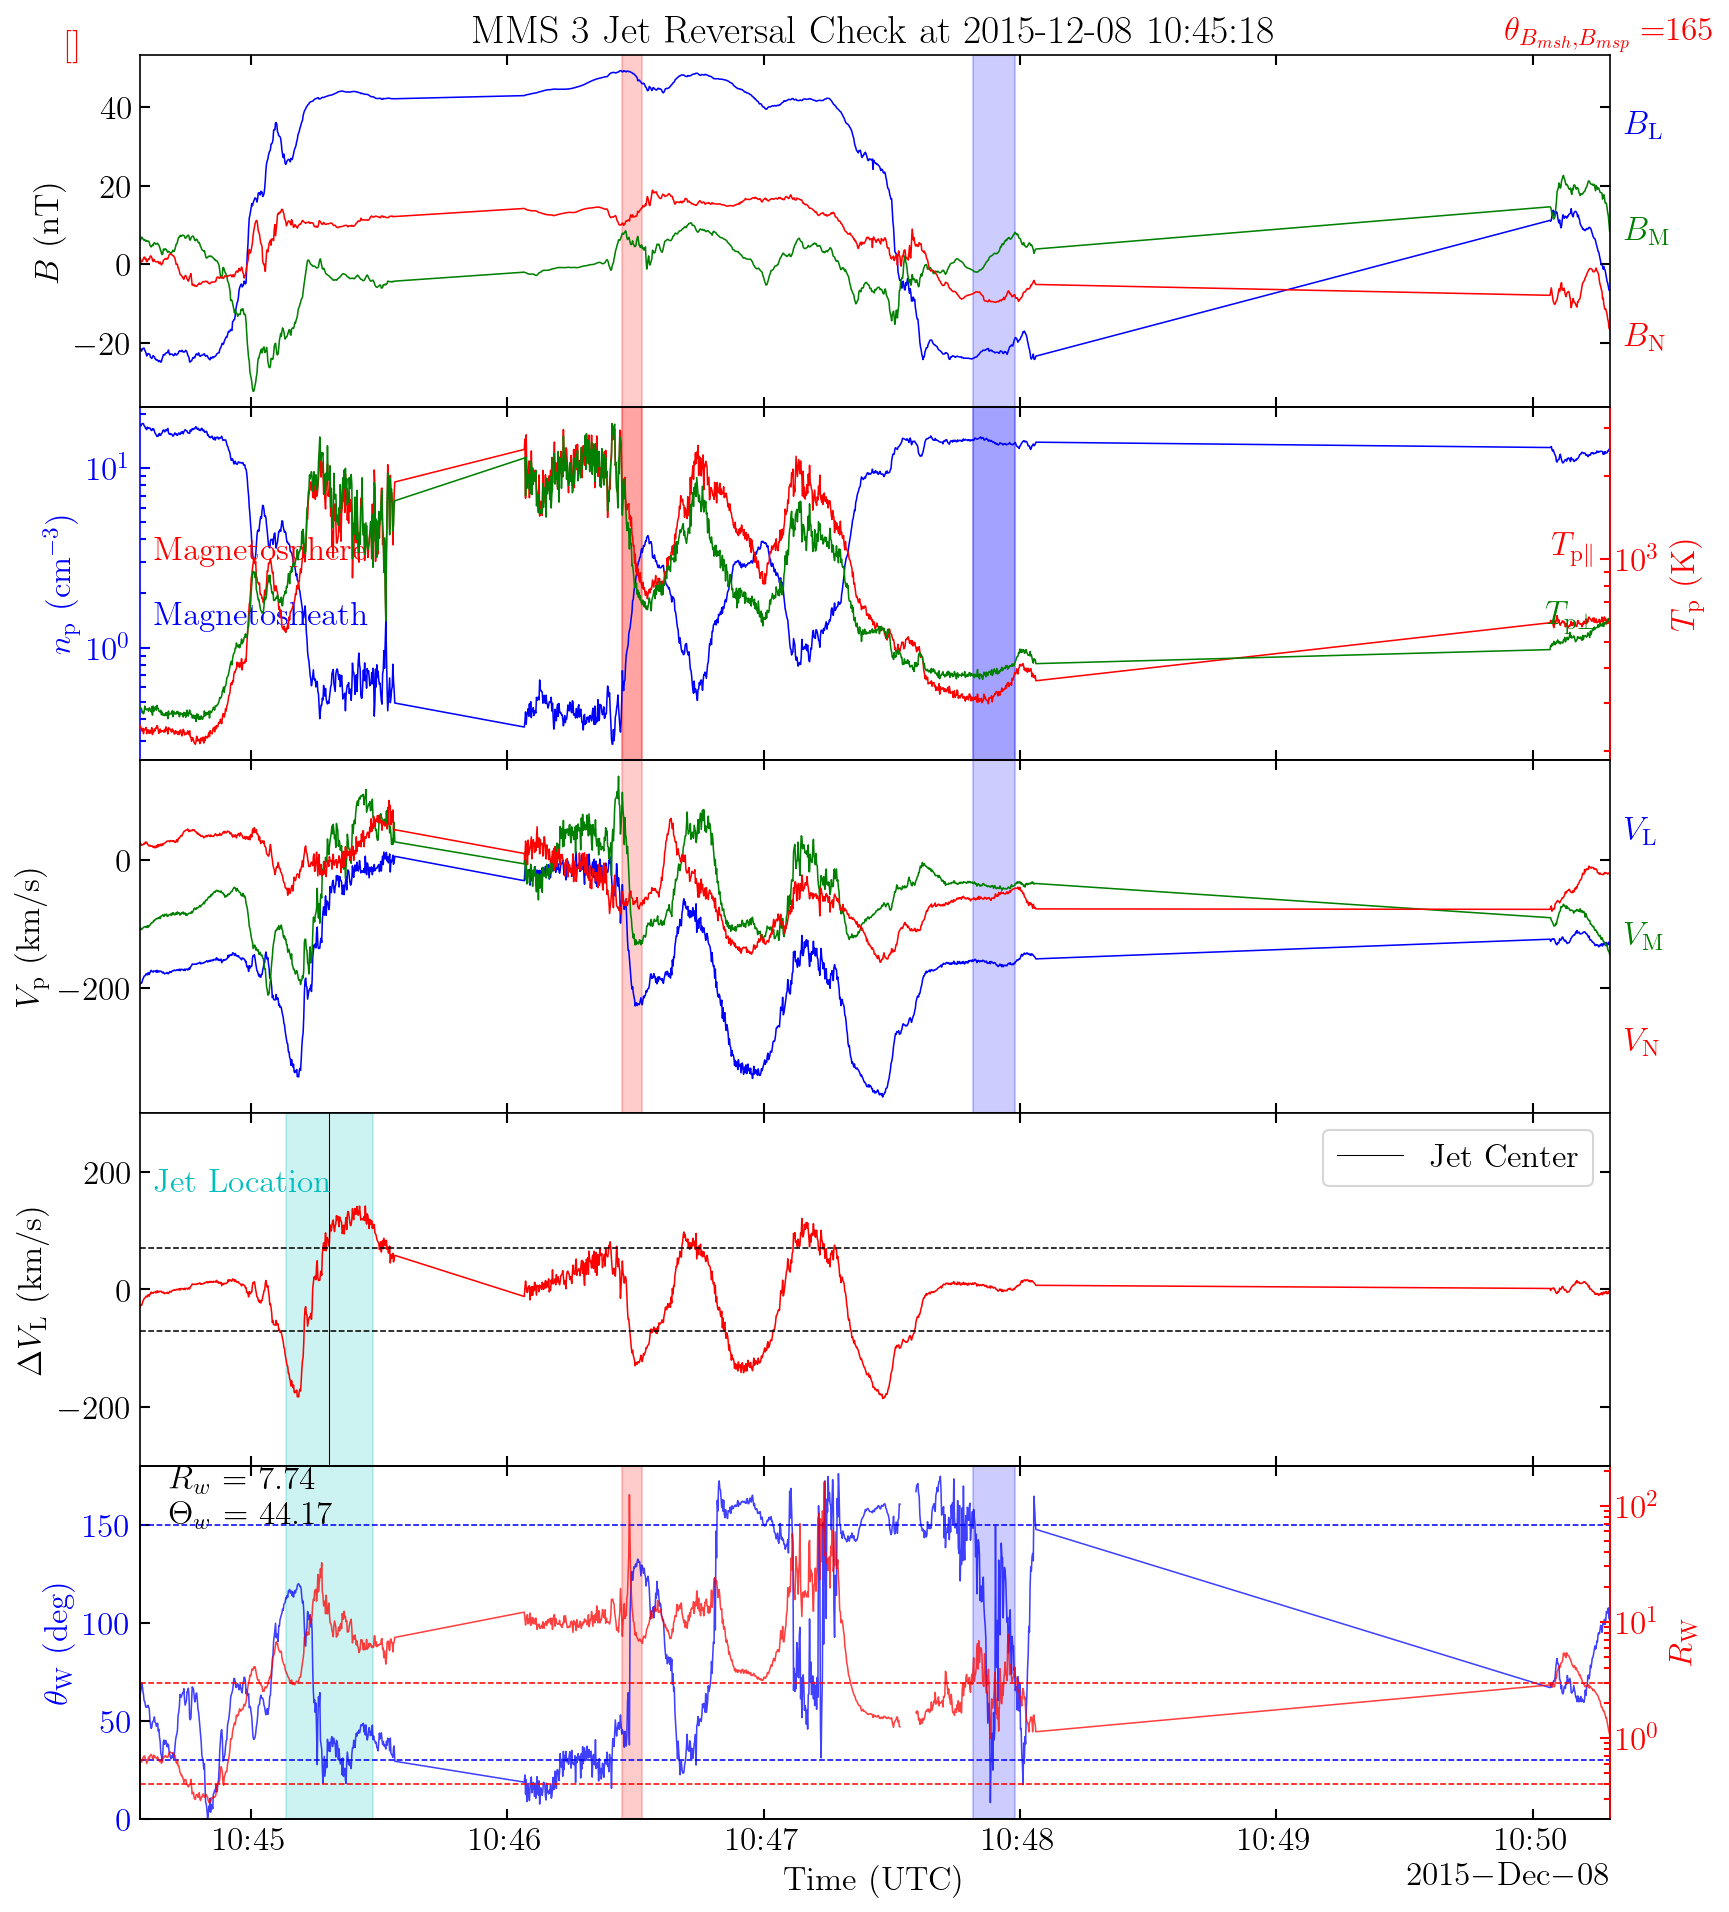 []
MMS 3 Jet Reversal Check at 2015-12-08 10:45:18
θ_{B_{msh},B_{msp}} =165
40
20
0
−20
B (nT)
B_L
B_M
B_N
10^1
10^0
n_p (cm^{−3})
Magnetosphere
Magnetosheath
T_{p∥}
T_{p⊥}
10^3
T_p (K)
0
−200
V_p (km/s)
V_L
V_M
V_N
200
0
−200
ΔV_L (km/s)
Jet Location
Jet Center
R_w = 7.74
Θ_w = 44.17
150
100
50
0
θ_W (deg)
10^2
10^1
10^0
R_W
10:45 10:46 10:47 10:48 10:49 10:50
Time (UTC)
2015−Dec−08